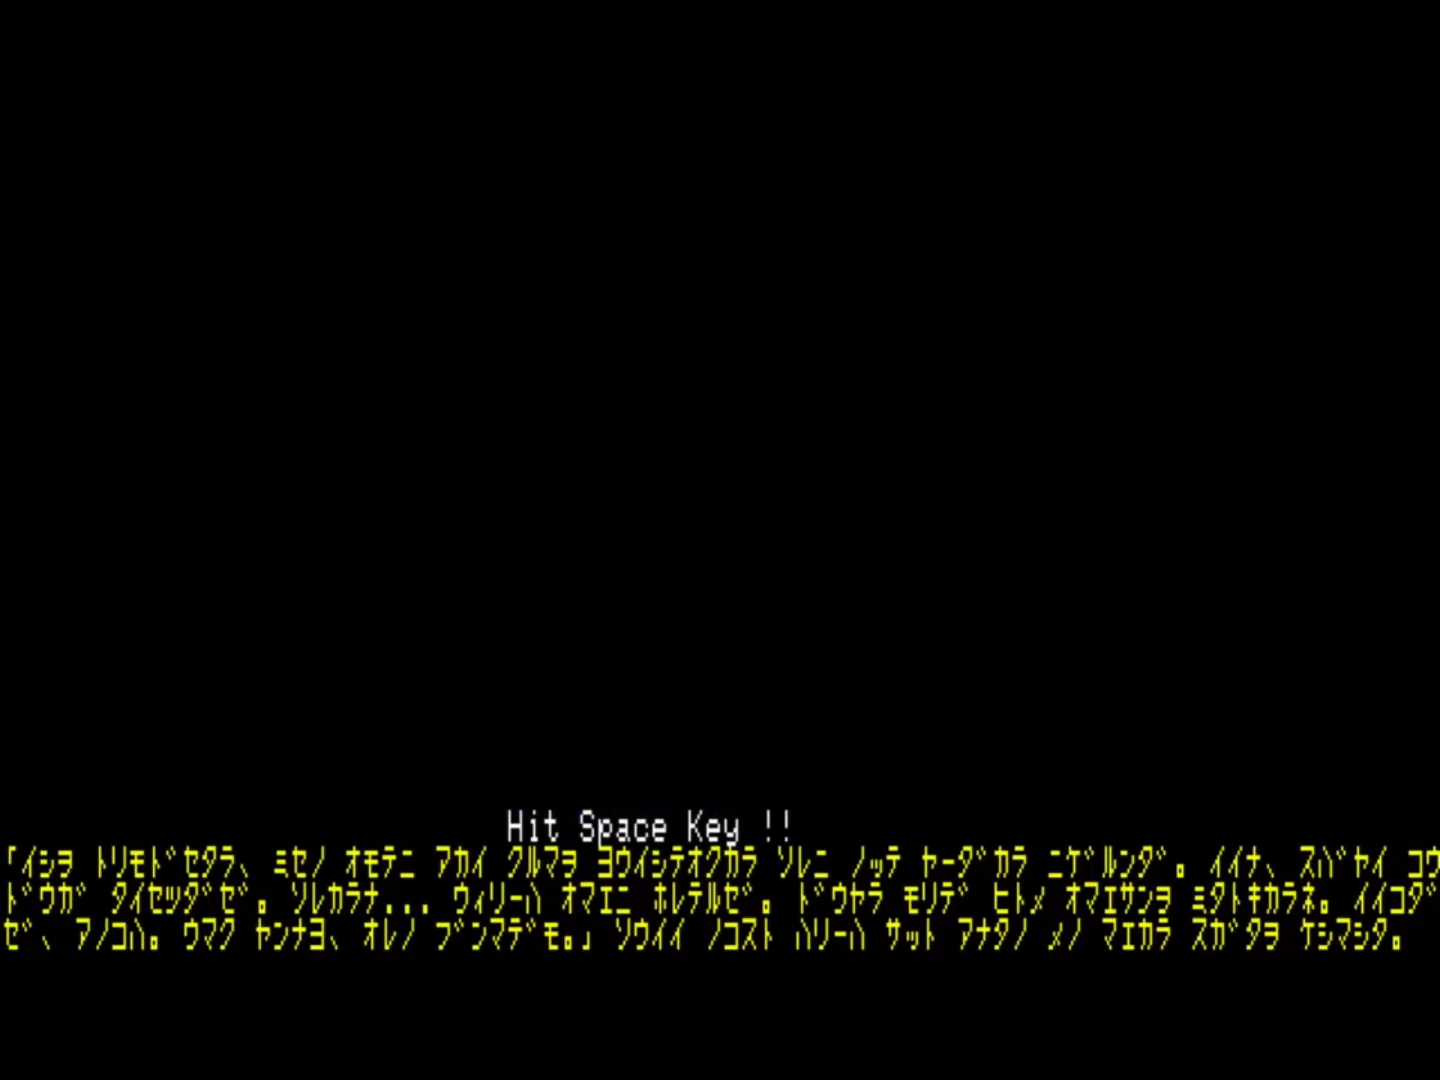 Hit Space Key !!
「イシヲ トリモドセタラ、 ミセノ オモテニ アカイ クルマヲ ヨウイシテオクカラ ソレニ ノッテ ヤーダカラ ニゲルンダ。 イイナ、 スバヤイ コウ
ドウガ タイセツダゼ。 ソレカラナ... ウィリーハ オマエニ ホレテルゼ。 ドウヤラ モリデ ヒトメ オマエサンヲ ミタトキカラネ。 イイコダ
ゼ、 アノコハ。 ウマク ヤンナヨ、 オレノ ブンマデモ。」 ソウイイ ノコスト ハリーハ サット アナタノ メノ マエカラ スガタヲ ケシマシタ。